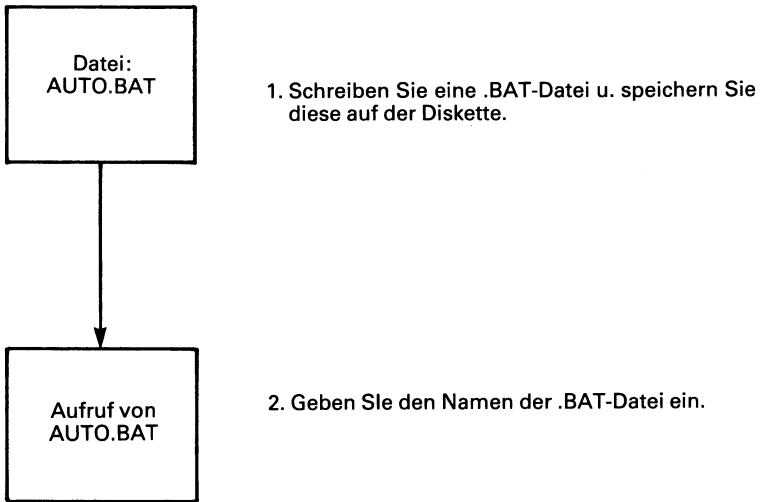 Datei:
AUTO.BAT
1. Schreiben Sie eine .BAT-Datei u. speichern Sie
diese auf der Diskette.
Aufruf von
AUTO.BAT
2. Geben SIe den Namen der .BAT-Datei ein.